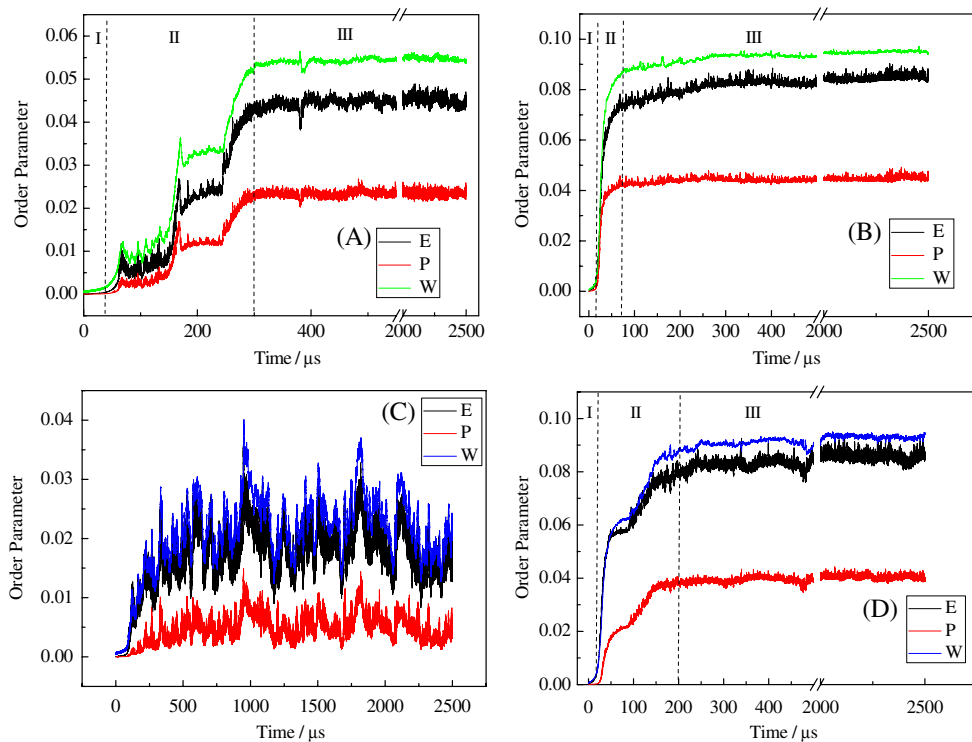 I II III
0.06
0.05
0.04
0.03
0.02
0.01
0.00
Order Parameter
(A)
E
P
W
0 200 400 2000 2500
Time / μs
I II III
0.10
0.08
0.06
0.04
0.02
0.00
Order Parameter
(B)
E
P
W
0 100 200 300 400 2000 2500
Time / μs
(C)
E
P
W
0.04
0.03
0.02
0.01
0.00
Order Parameter
0 500 1000 1500 2000 2500
Time / μs
I II III
0.10
0.08
0.06
0.04
0.02
0.00
Order Parameter
(D)
E
P
W
0 100 200 300 400 2000 2500
Time / μs